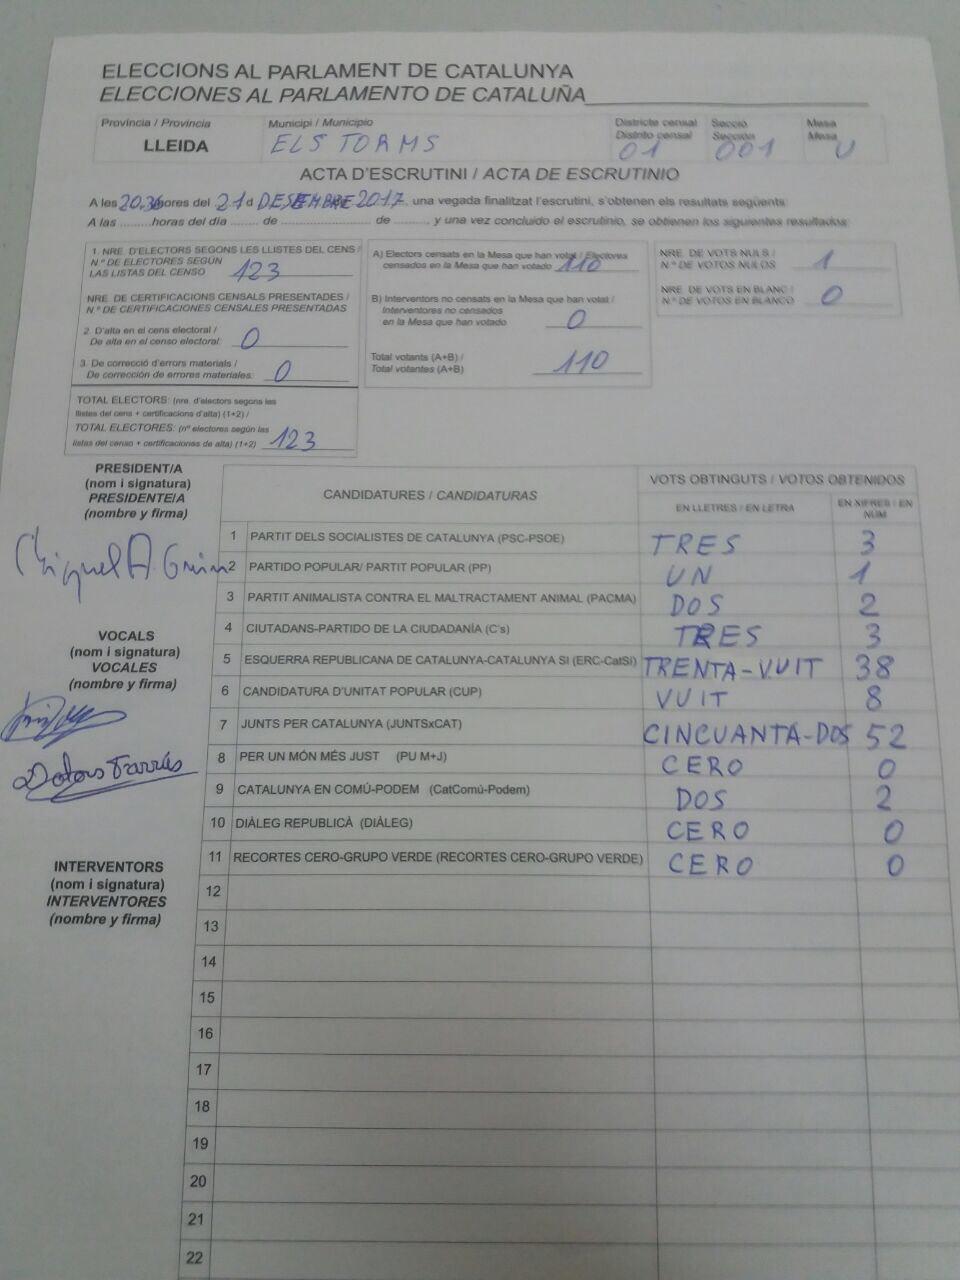 ELECCIONS AL PARLAMENT DE CATALUNYA
ELECCIONES AL PARLAMENTO DE CATALUÑA
Província / Provincia
LLEIDA
Municipi / Municipio
ELS TORMS
Districte censal
Distrito censal
01
Secció
Sección
001
Mesa
Mesa
U
ACTA D'ESCRUTINI / ACTA DE ESCRUTINIO
A les 20,36 hores del 21 d DESEMBRE 2017, una vegada finalitzat l'escrutini, s'obtenen els resultats següents:
A las .........horas del día ........ de .......................... de ........., y una vez concluido el escrutinio, se obtienen los siguientes resultados:
1. NRE. D'ELECTORS SEGONS LES LLISTES DEL CENS /
N.º DE ELECTORES SEGÚN
LAS LISTAS DEL CENSO 123
NRE. DE CERTIFICACIONS CENSALS PRESENTADES /
N.º DE CERTIFICACIONES CENSALES PRESENTADAS
2. D'alta en el cens electoral /
De alta en el censo electoral: 0
3. De correcció d'errors materials /
De corrección de errores materiales: 0
TOTAL ELECTORS: (nre. d'electors segons les
llistes del cens + certificacions d'alta) (1+2) /
TOTAL ELECTORES: (nº electores según las
listas del censo + certificaciones de alta) (1+2) 123
A) Electors censats en la Mesa que han votat / Electores
censados en la Mesa que han votado 110
B) Interventors no censats en la Mesa que han votat /
Interventores no censados
en la Mesa que han votado 0
Total votants (A+B) /
Total votantes (A+B) 110
NRE. DE VOTS NULS /
N.º DE VOTOS NULOS 1
NRE. DE VOTS EN BLANC /
N.º DE VOTOS EN BLANCO 0
PRESIDENT/A
(nom i signatura)
PRESIDENTE/A
(nombre y firma)
VOCALS
(nom i signatura)
VOCALES
(nombre y firma)
Dolors Farrús
INTERVENTORS
(nom i signatura)
INTERVENTORES
(nombre y firma)
CANDIDATURES / CANDIDATURAS
VOTS OBTINGUTS / VOTOS OBTENIDOS
EN LLETRES / EN LETRA
EN XIFRES / EN
NÚM
1 PARTIT DELS SOCIALISTES DE CATALUNYA (PSC-PSOE) TRES 3
2 PARTIDO POPULAR/ PARTIT POPULAR (PP) UN 1
3 PARTIT ANIMALISTA CONTRA EL MALTRACTAMENT ANIMAL (PACMA) DOS 2
4 CIUTADANS-PARTIDO DE LA CIUDADANÍA (C's) TRES 3
5 ESQUERRA REPUBLICANA DE CATALUNYA-CATALUNYA SÍ (ERC-CatSí) TRENTA-VUIT 38
6 CANDIDATURA D'UNITAT POPULAR (CUP) VUIT 8
7 JUNTS PER CATALUNYA (JUNTSxCAT) CINCUANTA-DOS 52
8 PER UN MÓN MÉS JUST (PU M+J) CERO 0
9 CATALUNYA EN COMÚ-PODEM (CatComú-Podem) DOS 2
10 DIÀLEG REPUBLICÀ (DIÀLEG) CERO 0
11 RECORTES CERO-GRUPO VERDE (RECORTES CERO-GRUPO VERDE) CERO 0
12
13
14
15
16
17
18
19
20
21
22